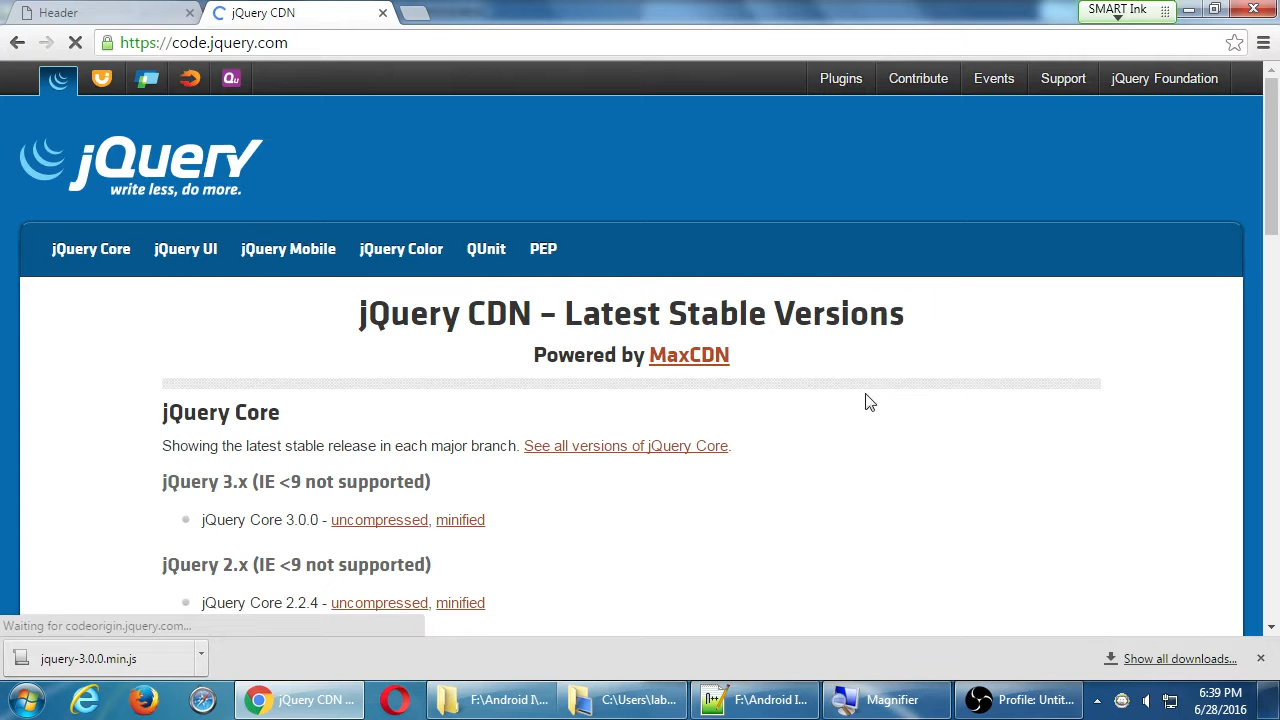 Header
jQuery CDN
SMART Ink
https://code.jquery.com
Qu
Plugins
Contribute
Events
Support
jQuery Foundation
jQuery
write less, do more.
jQuery Core
jQuery UI
jQuery Mobile
jQuery Color
QUnit
PEP
jQuery CDN – Latest Stable Versions
Powered by MaxCDN
jQuery Core
Showing the latest stable release in each major branch. See all versions of jQuery Core.
jQuery 3.x (IE <9 not supported)
jQuery Core 3.0.0 - uncompressed, minified
jQuery 2.x (IE <9 not supported)
jQuery Core 2.2.4 - uncompressed, minified
Waiting for codeorigin.jquery.com...
jquery-3.0.0.min.js
Show all downloads...
jQuery CDN ...
F:\Android I\...
C:\Users\lab...
F:\Android I...
Magnifier
Profile: Untit...
6:39 PM
6/28/2016